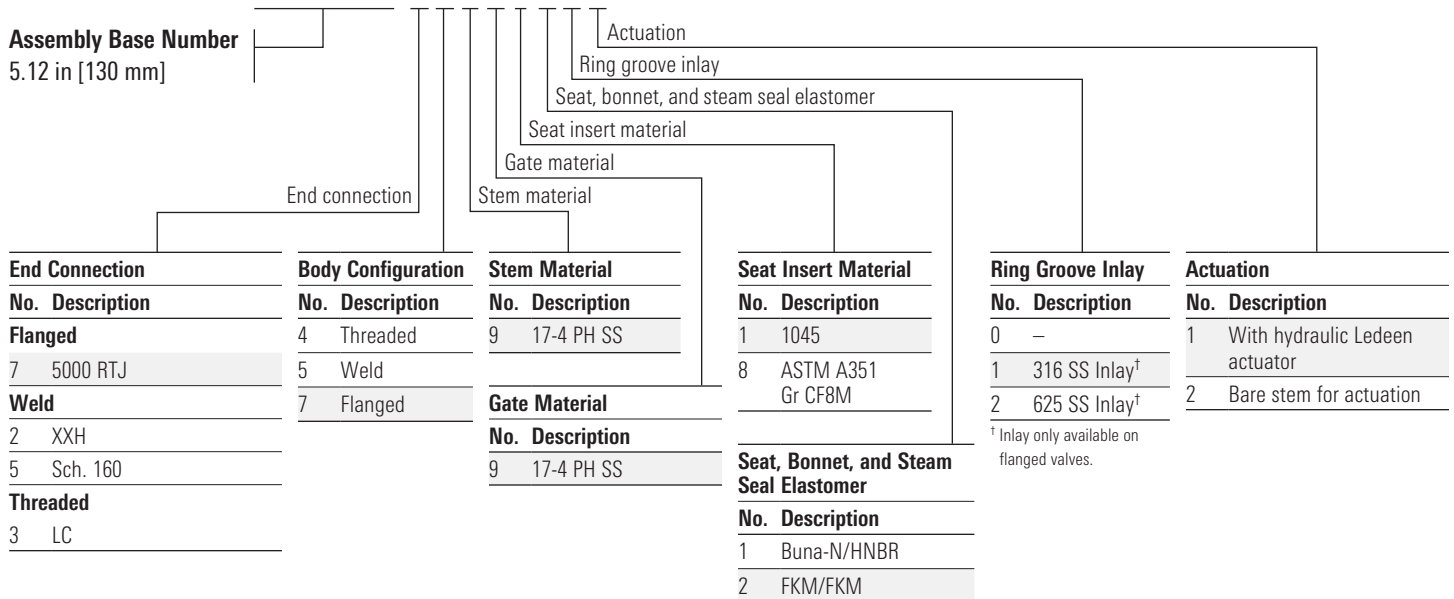 Assembly Base Number
5.12 in [130 mm]
Actuation
Ring groove inlay
Seat, bonnet, and steam seal elastomer
Seat insert material
Gate material
End connection
Stem material
End Connection
No. Description
Flanged
7 5000 RTJ
Weld
2 XXH
5 Sch. 160
Threaded
3 LC
Body Configuration
No. Description
4 Threaded
5 Weld
7 Flanged
Stem Material
No. Description
9 17-4 PH SS
Gate Material
No. Description
9 17-4 PH SS
Seat Insert Material
No. Description
1 1045
8 ASTM A351
Gr CF8M
Seat, Bonnet, and Steam
Seal Elastomer
No. Description
1 Buna-N/HNBR
2 FKM/FKM
Ring Groove Inlay
No. Description
0 –
1 316 SS Inlay†
2 625 SS Inlay†
† Inlay only available on
flanged valves.
Actuation
No. Description
1 With hydraulic Ledeen
actuator
2 Bare stem for actuation